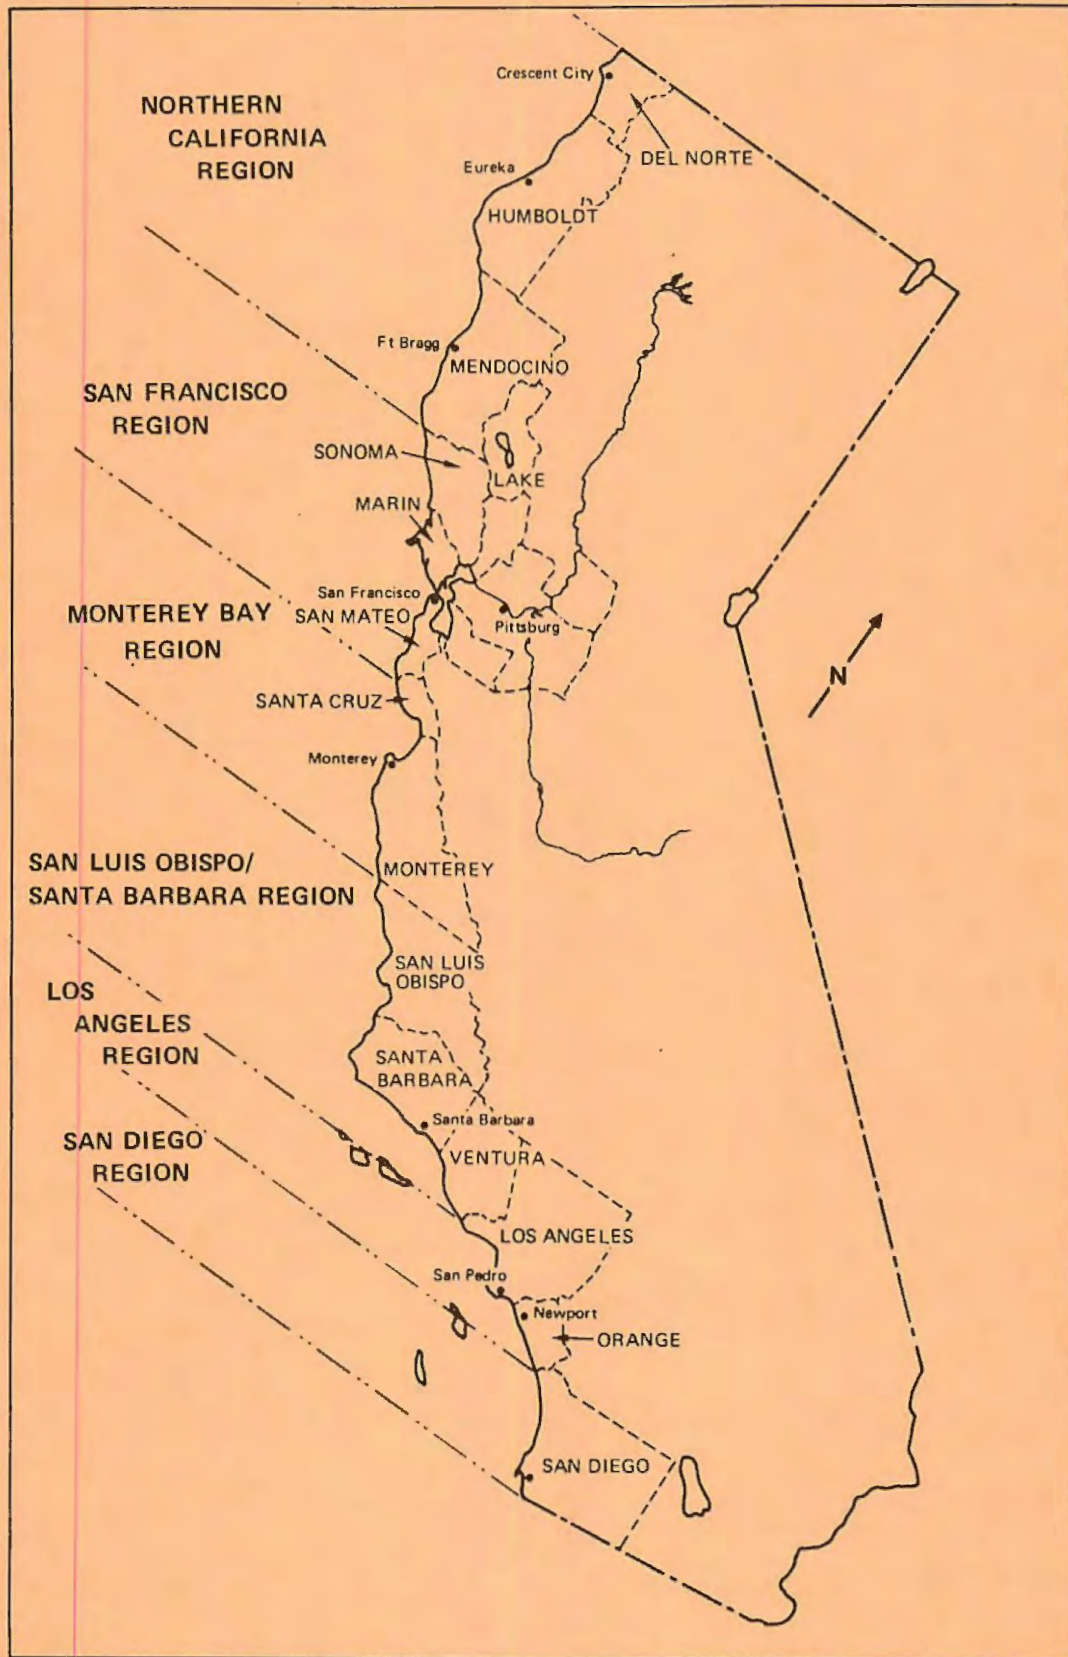 NORTHERN
CALIFORNIA
REGION
Crescent City
DEL NORTE
Eureka
HUMBOLDT
Ft Bragg
MENDOCINO
SAN FRANCISCO
REGION
SONOMA
LAKE
MARIN
San Francisco
SAN MATEO
Pittsburg
MONTEREY BAY
REGION
N
SANTA CRUZ
Monterey
MONTEREY
SAN LUIS OBISPO/
SANTA BARBARA REGION
SAN LUIS
OBISPO
LOS
ANGELES
REGION
SANTA
BARBARA
Santa Barbara
SAN DIEGO
REGION
VENTURA
LOS ANGELES
San Pedro
Newport
ORANGE
SAN DIEGO